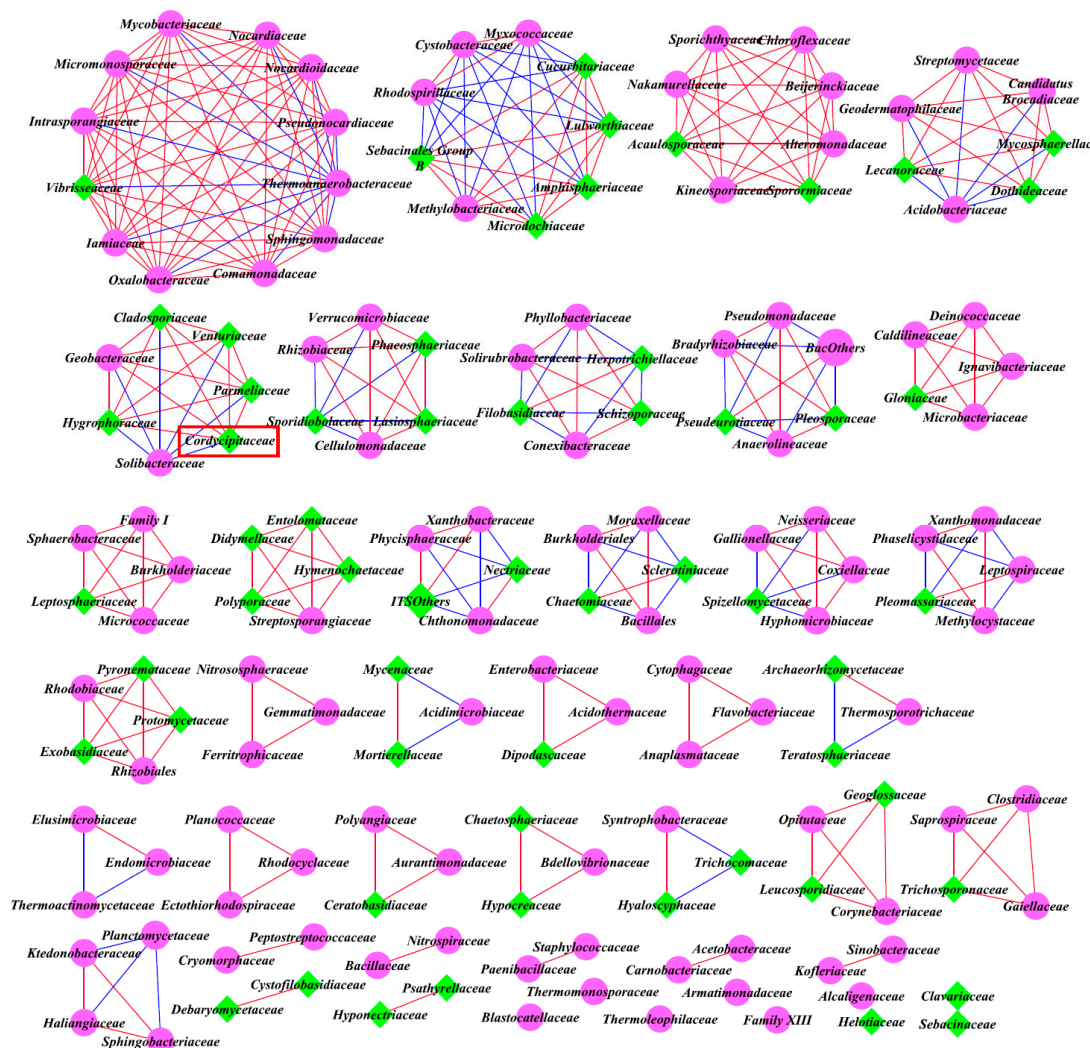 Mycobacteriaceae
Nocardiaceae
Micromonosporaceae
Nocardioidaceae
Intrasporangiaceae
Pseudonocardiaceae
Vibrisseaceae
Thermoanaerobacteraceae
Iamiaceae
Sphingomonadaceae
Oxalobacteraceae
Comamonadaceae
Myxococcaceae
Cystobacteraceae
Cucurbitariaceae
Rhodospirillaceae
Lulworthiaceae
Sebacinales Group
B
Amphisphaeriaceae
Methylobacteriaceae
Microdochiaceae
Sporichthyaceae
Chloroflexaceae
Nakamurellaceae
Beijerinckiaceae
Acaulosporaceae
Alteromonadaceae
Kineosporiaceae
Sporormiaceae
Streptomycetaceae
Candidatus
Brocadiaceae
Geodermatophilaceae
Mycosphaerellac
Lecanoraceae
Dothideaceae
Acidobacteriaceae
Cladosporiaceae
Venturiaceae
Geobacteraceae
Parmeliaceae
Hygrophoraceae
Cordycipitaceae
Solibacteraceae
Verrucomicrobiaceae
Rhizobiaceae
Phaeosphaeriaceae
Sporidiobolaceae
Lasiosphaeriaceae
Cellulomonadaceae
Phyllobacteriaceae
Solirubrobacteraceae
Herpotrichiellaceae
Filobasidiaceae
Schizoporaceae
Conexibacteraceae
Pseudomonadaceae
Bradyrhizobiaceae
BacOthers
Pseudeurotiaceae
Pleosporaceae
Anaerolineaceae
Deinococcaceae
Caldilineaceae
Ignavibacteriaceae
Gloniaceae
Microbacteriaceae
Family I
Sphaerobacteraceae
Burkholderiaceae
Leptosphaeriaceae
Micrococcaceae
Entolomataceae
Didymellaceae
Hymenochaetaceae
Polyporaceae
Streptosporangiaceae
Xanthobacteraceae
Phycisphaeraceae
Nectriaceae
ITSOthers
Chthonomonadaceae
Moraxellaceae
Burkholderiales
Sclerotiniaceae
Chaetomiaceae
Bacillales
Neisseriaceae
Gallionellaceae
Coxiellaceae
Spizellomycetaceae
Hyphomicrobiaceae
Xanthomonadaceae
Phaselicystidaceae
Leptospiraceae
Pleomassariaceae
Methylocystaceae
Pyronemataceae
Rhodobiaceae
Protomycetaceae
Exobasidiaceae
Rhizobiales
Nitrososphaeraceae
Gemmatimonadaceae
Ferritrophicaceae
Mycenaceae
Acidimicrobiaceae
Mortierellaceae
Enterobacteriaceae
Acidothermaceae
Dipodascaceae
Cytophagaceae
Flavobacteriaceae
Anaplasmataceae
Archaeorhizomycetaceae
Thermosporotrichaceae
Teratosphaeriaceae
Elusimicrobiaceae
Endomicrobiaceae
Thermoactinomycetaceae
Planococcaceae
Rhodocyclaceae
Ectothiorhodospiraceae
Polyangiaceae
Aurantimonadaceae
Ceratobasidiaceae
Chaetosphaeriaceae
Bdellovibrionaceae
Hypocreaceae
Syntrophobacteraceae
Trichocomaceae
Hyaloscyphaceae
Geoglossaceae
Opitutaceae
Leucosporidiaceae
Corynebacteriaceae
Clostridiaceae
Saprospiraceae
Trichosporonaceae
Gaiellaceae
Planctomycetaceae
Ktedonobacteraceae
Haliangiaceae
Sphingobacteriaceae
Peptostreptococcaceae
Cryomorphaceae
Cystofilobasidiaceae
Debaryomycetaceae
Nitrospiraceae
Bacillaceae
Psathyrellaceae
Hyponectriaceae
Staphylococcaceae
Paenibacillaceae
Thermomonosporaceae
Blastocatellaceae
Acetobacteraceae
Carnobacteriaceae
Armatimonadaceae
Thermoleophilaceae
Family XIII
Sinobacteraceae
Kofleriaceae
Alcaligenaceae
Helotiaceae
Clavariaceae
Sebacinaceae